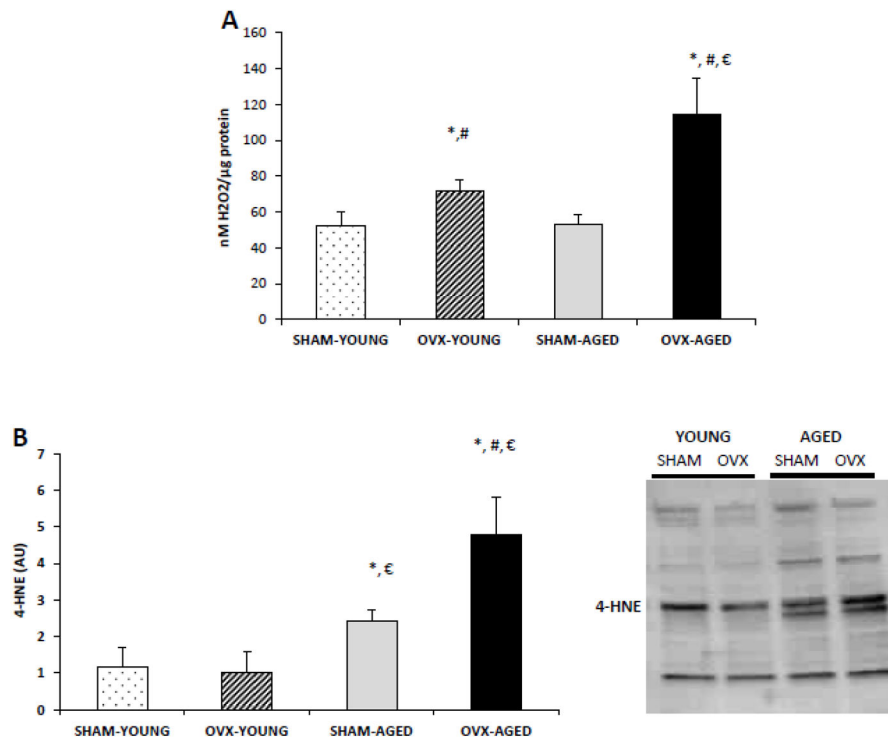 A
160
140
120
100
80
60
40
20
0
nM H2O2/µg protein
*,#
*, #, €
SHAM-YOUNG OVX-YOUNG SHAM-AGED OVX-AGED
B
7
6
5
4
3
2
1
0
4-HNE (AU)
*, €
*, #, €
SHAM-YOUNG OVX-YOUNG SHAM-AGED OVX-AGED
YOUNG AGED
SHAM OVX SHAM OVX
4-HNE